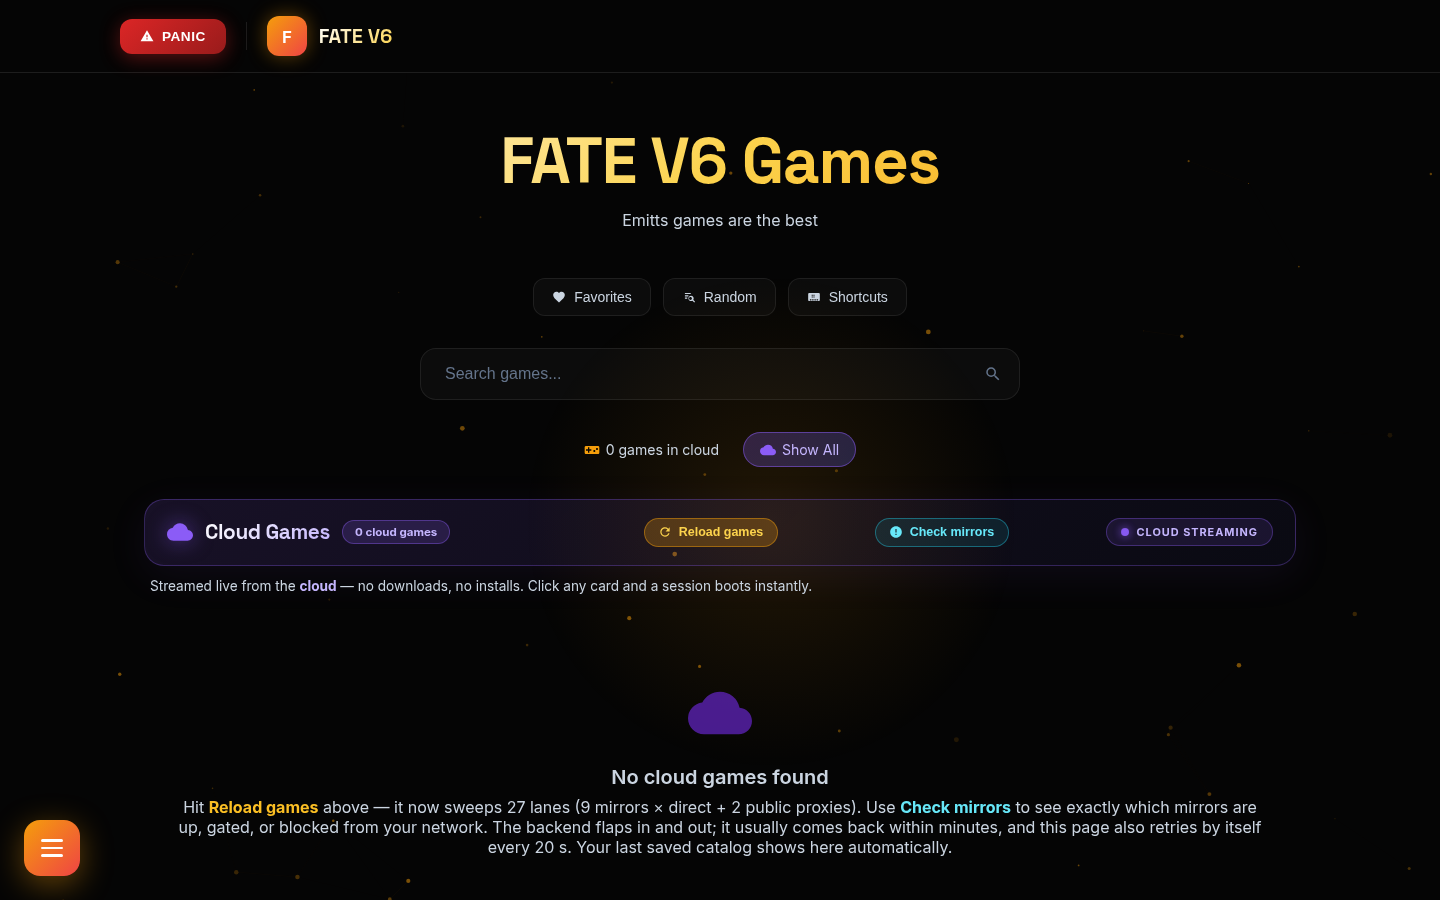 PANIC
F
FATE V6
FATE V6 Games
Emitts games are the best
Favorites
Random
Shortcuts
Search games...
0 games in cloud
Show All
Cloud Games
0 cloud games
Reload games
Check mirrors
CLOUD STREAMING
Streamed live from the cloud — no downloads, no installs. Click any card and a session boots instantly.
No cloud games found
Hit Reload games above — it now sweeps 27 lanes (9 mirrors × direct + 2 public proxies). Use Check mirrors to see exactly which mirrors are
up, gated, or blocked from your network. The backend flaps in and out; it usually comes back within minutes, and this page also retries by itself
every 20 s. Your last saved catalog shows here automatically.